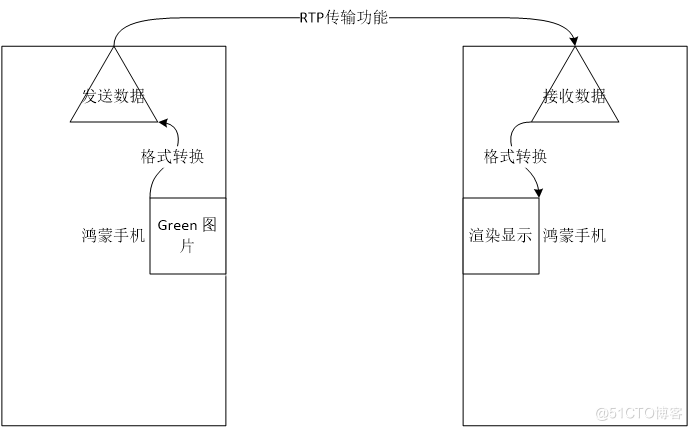 RTP传输功能
发送数据
接收数据
格式转换
格式转换
鸿蒙手机
Green 图
片
渲染显示
鸿蒙手机
@51CTO博客